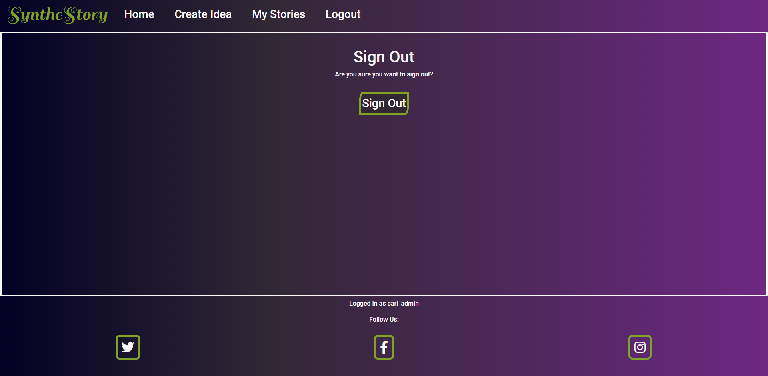 SyntheStory Home Create Idea My Stories Logout
Sign Out
Are you sure you want to sign out?
Sign Out
Logged in as carl-admin
Follow Us: